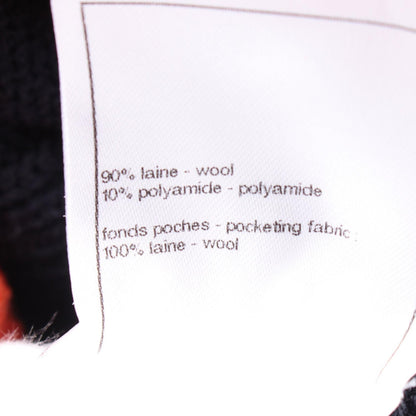 90% laine - wool
10% polyamide - polyamide
fonds poches - pocketing fabric :
100% laine - wool